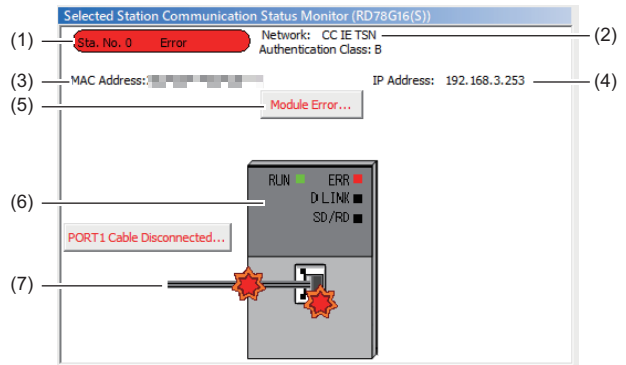 Selected Station Communication Status Monitor (RD78G16(S))
(1) Sta. No. 0 Error Network: CC IE TSN (2)
Authentication Class: B
(3) MAC Address: IP Address: 192.168.3.253 (4)
(5) Module Error...
RUN ERR
(6) D LINK
SD/RD
PORT1 Cable Disconnected...
(7)